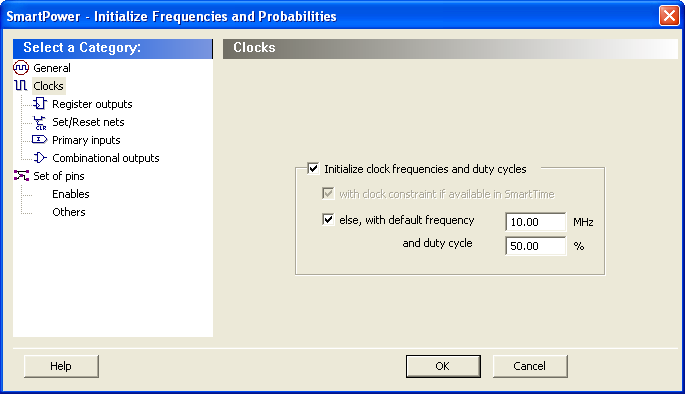 SmartPower - Initialize Frequencies and Probabilities
Select a Category:
General
Clocks
Register outputs
CLR
Set/Reset nets
Primary inputs
Combinational outputs
Set of pins
Enables
Others
Clocks
Initialize clock frequencies and duty cycles
with clock constraint if available in SmartTime
else, with default frequency 10.00 MHz
and duty cycle 50.00 %
Help OK Cancel